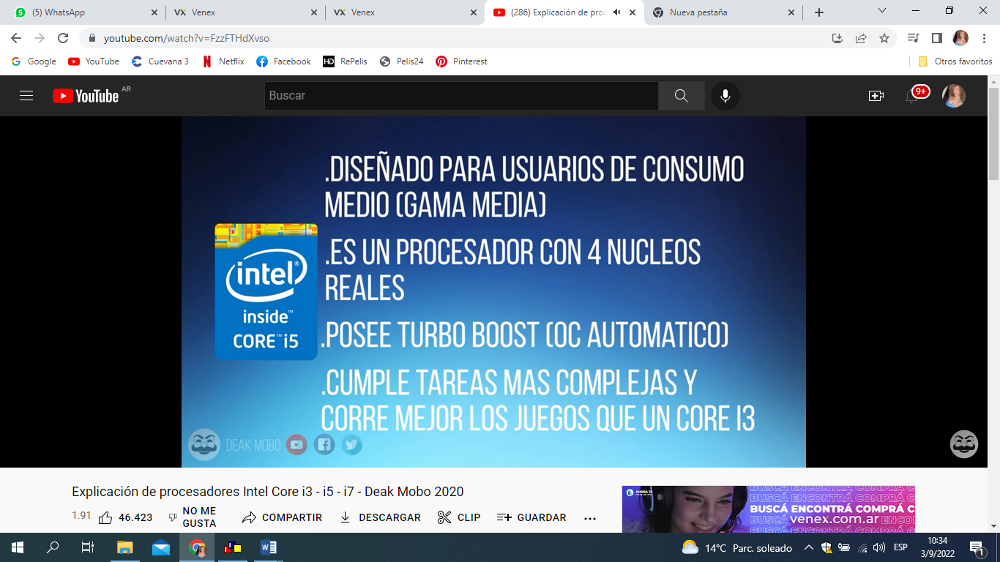 (5) WhatsApp
Venex
Venex
(286) Explicación de pro
Nueva pestaña
youtube.com/watch?v=FzzFTHdXvso
Google
YouTube
Cuevana 3
Netflix
Facebook
RePelis
Pelis24
Pinterest
Otros favoritos
YouTube AR
Buscar
9+
.DISEÑADO PARA USUARIOS DE CONSUMO
MEDIO (GAMA MEDIA)
.ES UN PROCESADOR CON 4 NUCLEOS
REALES
intel®
inside™
CORE™ i5
.POSEE TURBO BOOST (OC AUTOMATICO)
.CUMPLE TAREAS MAS COMPLEJAS Y
CORRE MEJOR LOS JUEGOS QUE UN CORE I3
DEAK MOBO
Explicación de procesadores Intel Core i3 - i5 - i7 - Deak Mobo 2020
1.91
46.423
NO ME
GUSTA
COMPARTIR
DESCARGAR
CLIP
GUARDAR
AHORA 12
BUSCÁ ENCONTRÁ COMPRÁ C
BUSCÁ ENCONTRÁ COMPRÁ C
venex.com.ar
14°C Parc. soleado
ESP
10:34
3/9/2022
1